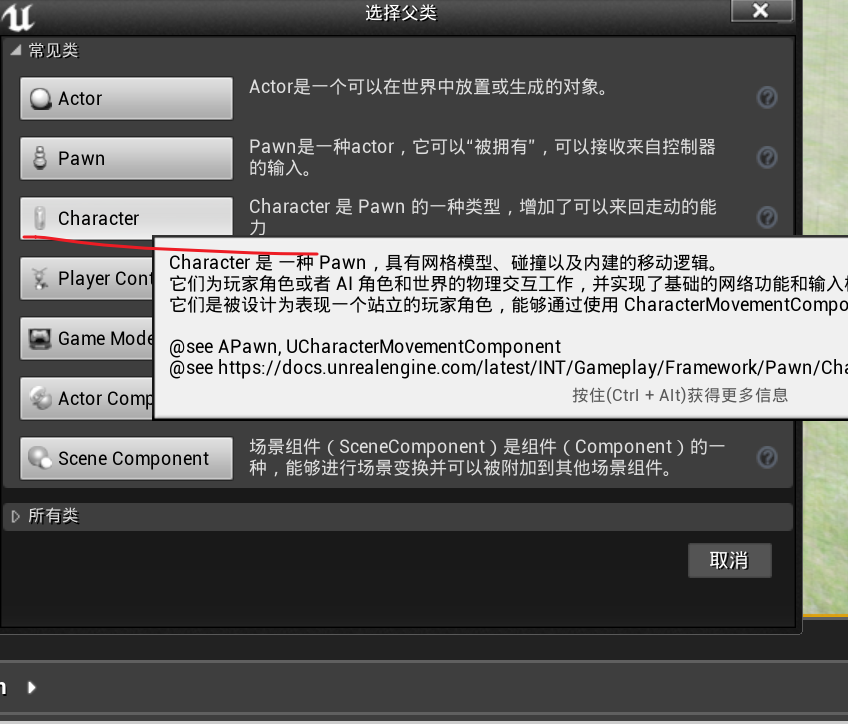 选择父类
常见类
Actor
Actor是一个可以在世界中放置或生成的对象。
Pawn
Pawn是一种actor，它可以“被拥有”，可以接收来自控制器
的输入。
Character
Character 是 Pawn 的一种类型，增加了可以来回走动的能
力
Player Cont
Character 是 一种 Pawn，具有网格模型、碰撞以及内建的移动逻辑。
它们为玩家角色或者 AI 角色和世界的物理交互工作，并实现了基础的网络功能和输入
它们是被设计为表现一个站立的玩家角色，能够通过使用 CharacterMovementCompo
Game Mode
@see APawn, UCharacterMovementComponent
@see https://docs.unrealengine.com/latest/INT/Gameplay/Framework/Pawn/Cha
Actor Comp
按住(Ctrl + Alt)获得更多信息
Scene Component
场景组件（SceneComponent）是组件（Component）的一
种，能够进行场景变换并可以被附加到其他场景组件。
所有类
取消